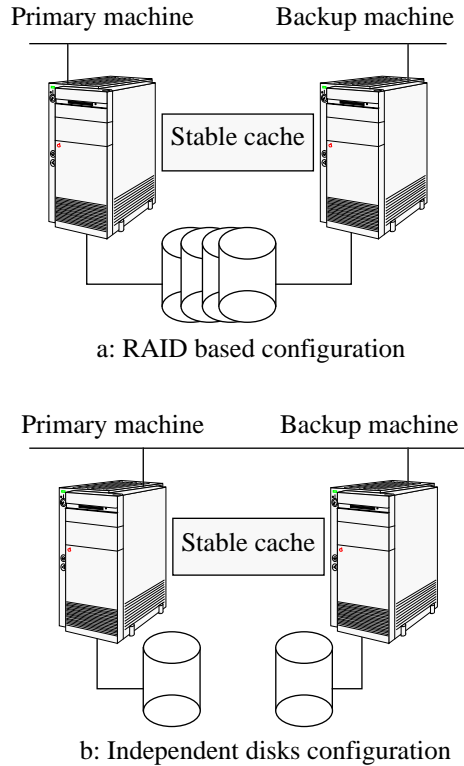 Primary machine
Backup machine
Stable cache
a: RAID based configuration
Primary machine
Backup machine
Stable cache
b: Independent disks configuration